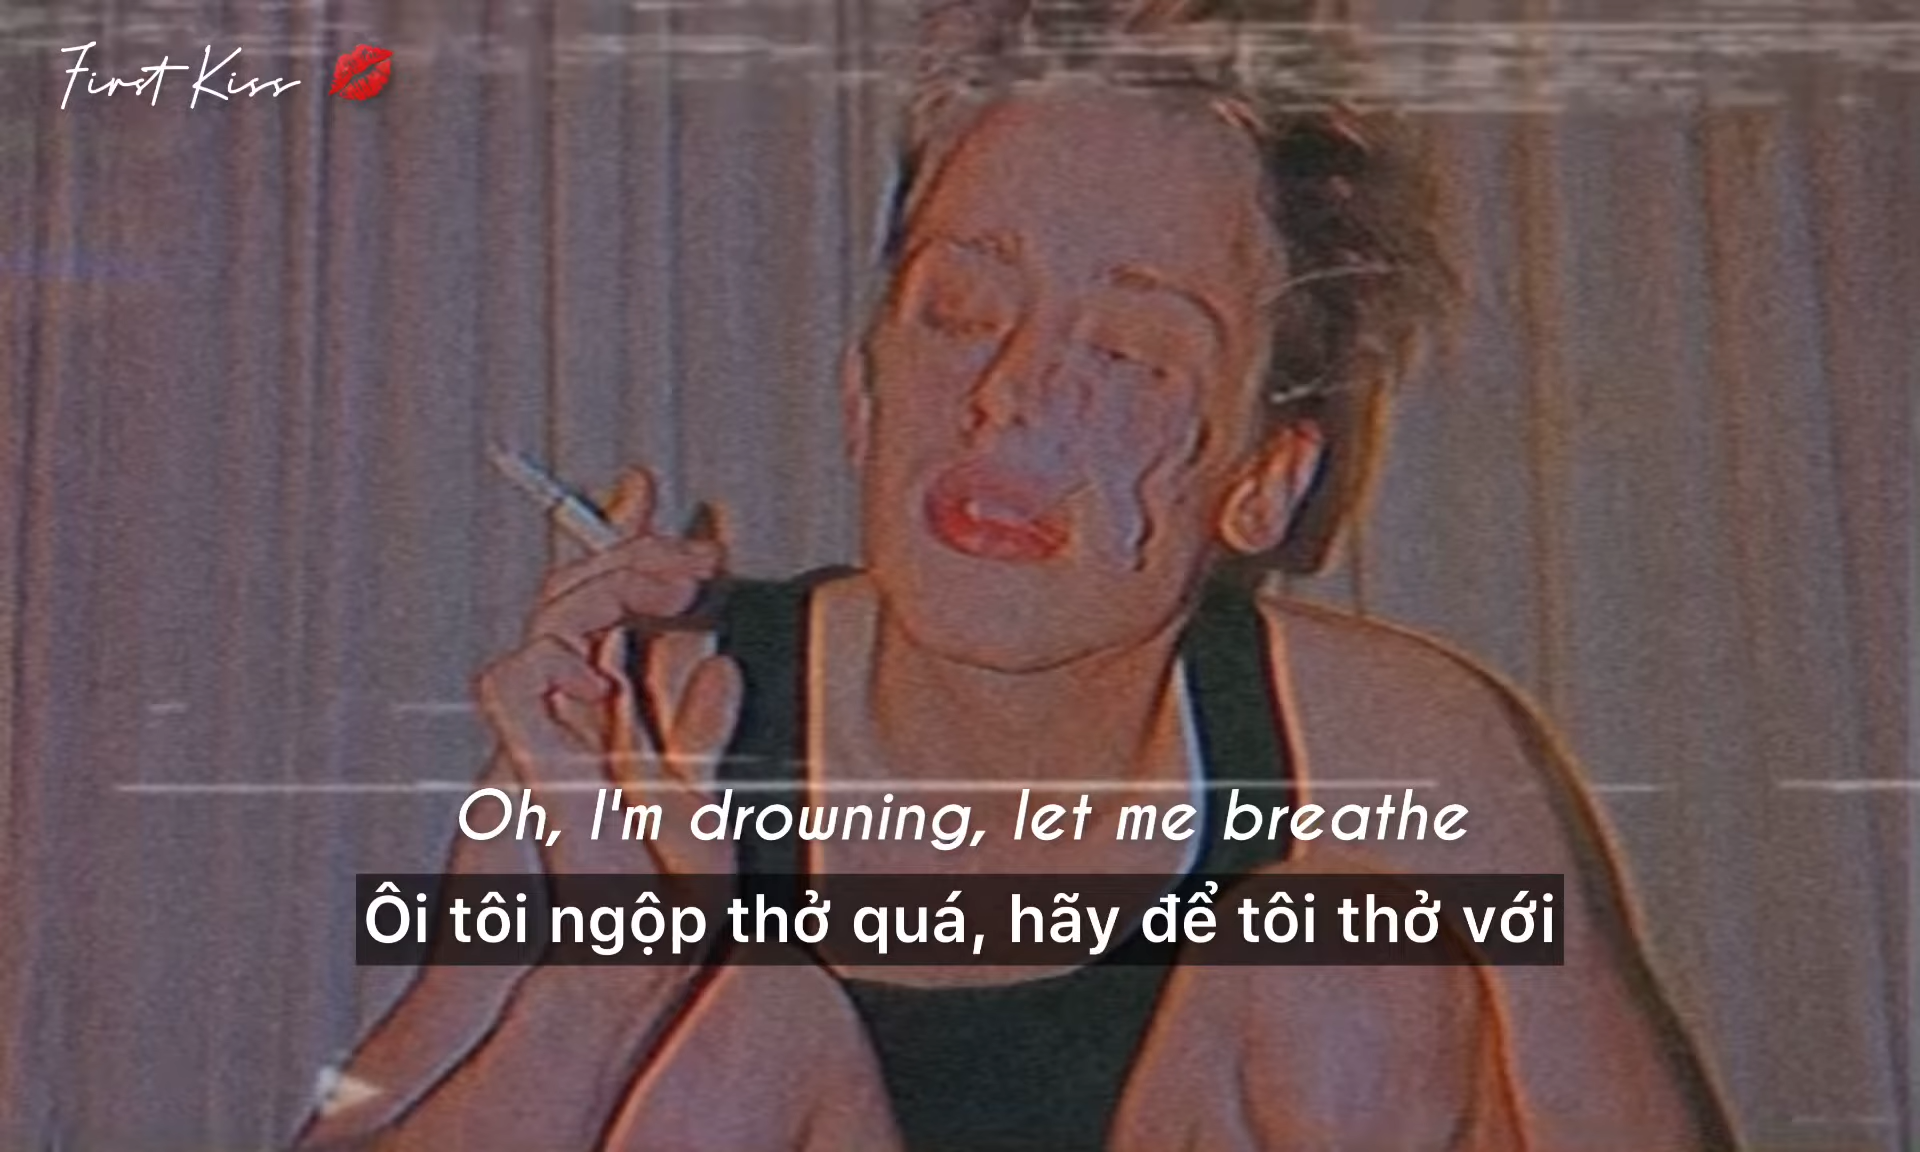 First Kiss
Oh, I'm drowning, let me breathe
Ôi tôi ngộp thở quá, hãy để tôi thở với